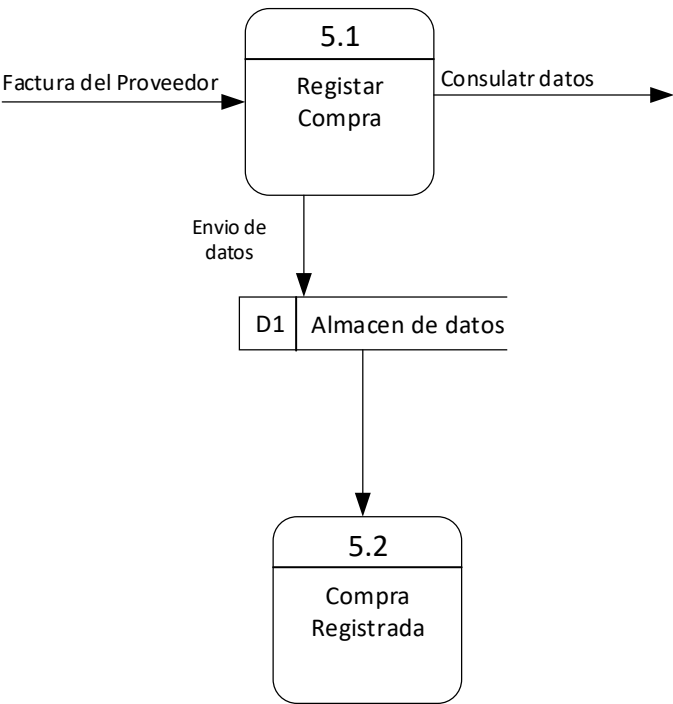 5.1
Factura del Proveedor
Registar
Compra
Consulatr datos
Envio de
datos
D1
Almacen de datos
5.2
Compra
Registrada